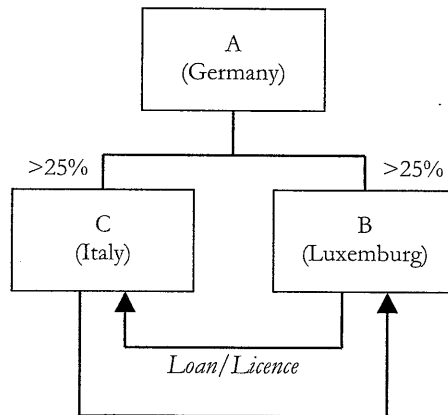 A
(Germany)
>25%
>25%
C
(Italy)
B
(Luxemburg)
Loan/Licence